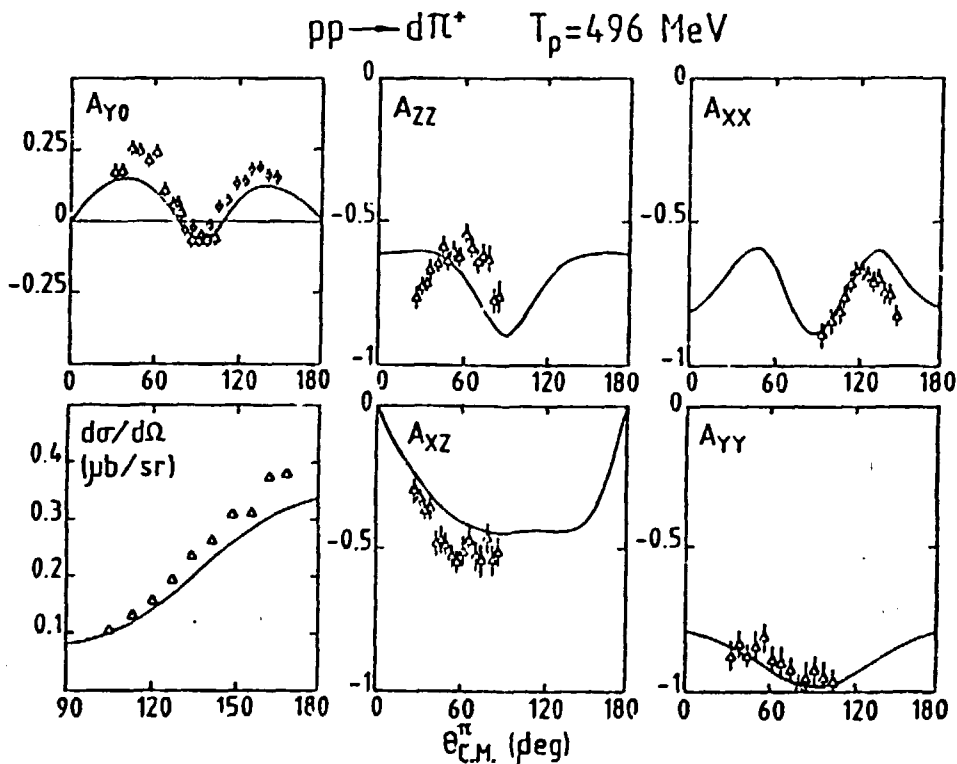 pp → dπ⁺ T_p=496 MeV
A_Y0
0.25
0
-0.25
0 60 120 180
0
A_ZZ
-0.5
-1
0 60 120 180
0
A_XX
-0.5
-1
0 60 120 180
dσ/dΩ
(μb/sr)
0.4
0.3
0.2
0.1
90 120 150 180
0
A_XZ
-0.5
-1
0 60 120 180
0
A_YY
-0.5
-1
0 60 120 180
θ^π_C.M. (deg)